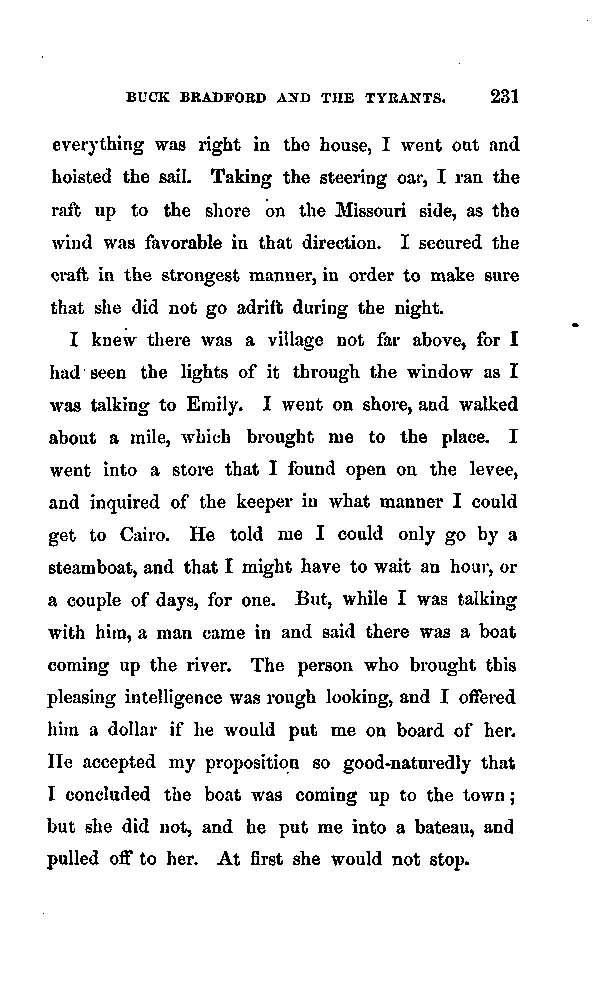 BUCK BRADFORD AND THE TYRANTS. 231
everything was right in the house, I went out and
hoisted the sail. Taking the steering oar, I ran the
raft up to the shore on the Missouri side, as the
wind was favorable in that direction. I secured the
craft in the strongest manner, in order to make sure
that she did not go adrift during the night.
I knew there was a village not far above, for I
had seen the lights of it through the window as I
was talking to Emily. I went on shore, and walked
about a mile, which brought me to the place. I
went into a store that I found open on the levee,
and inquired of the keeper in what manner I could
get to Cairo. He told me I could only go by a
steamboat, and that I might have to wait an hour, or
a couple of days, for one. But, while I was talking
with him, a man came in and said there was a boat
coming up the river. The person who brought this
pleasing intelligence was rough looking, and I offered
him a dollar if he would put me on board of her.
He accepted my proposition so good-naturedly that
I concluded the boat was coming up to the town;
but she did not, and he put me into a bateau, and
pulled off to her. At first she would not stop.